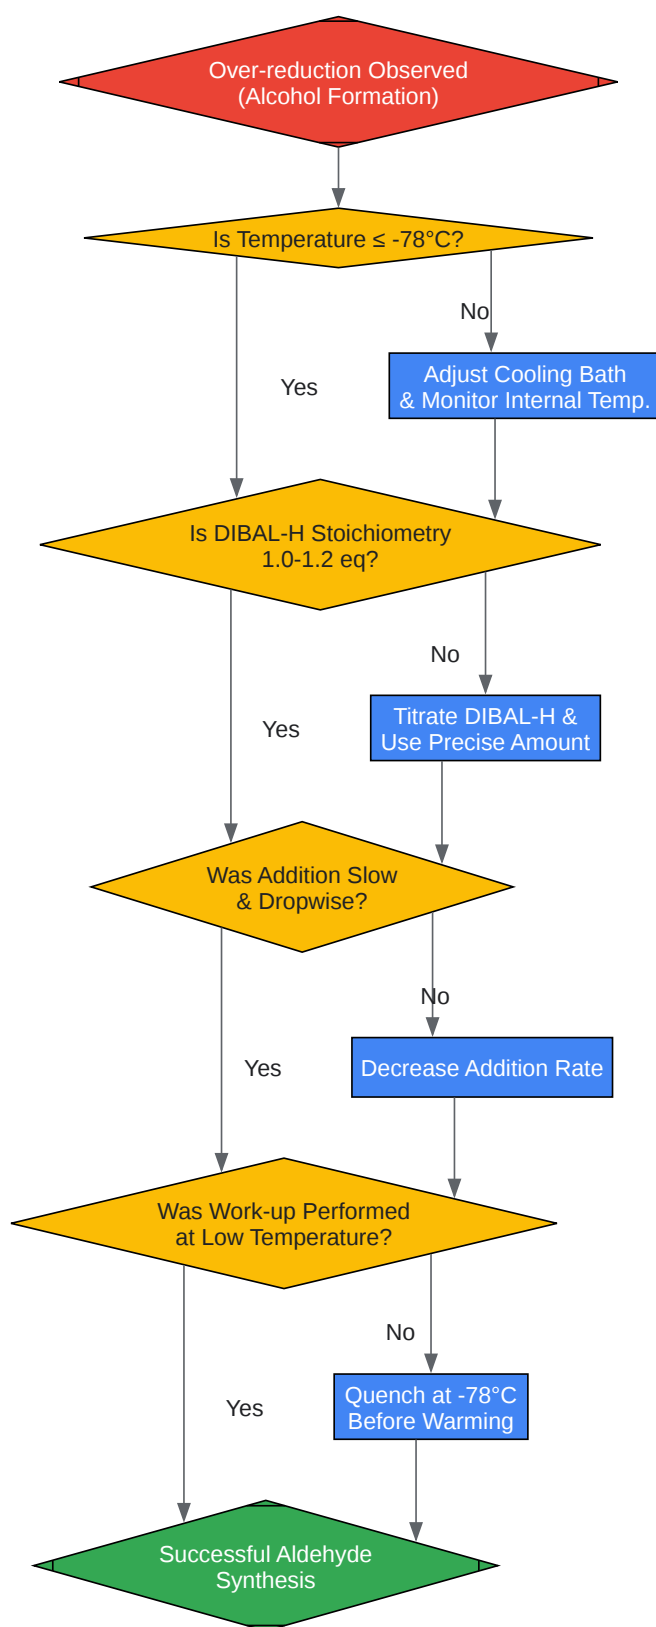 Over-reduction Observed
(Alcohol Formation)
Is Temperature ≤ -78°C?
No
Adjust Cooling Bath
& Monitor Internal Temp.
Yes
Is DIBAL-H Stoichiometry
1.0-1.2 eq?
No
Titrate DIBAL-H &
Use Precise Amount
Yes
Was Addition Slow
& Dropwise?
No
Decrease Addition Rate
Yes
Was Work-up Performed
at Low Temperature?
No
Quench at -78°C
Before Warming
Yes
Successful Aldehyde
Synthesis